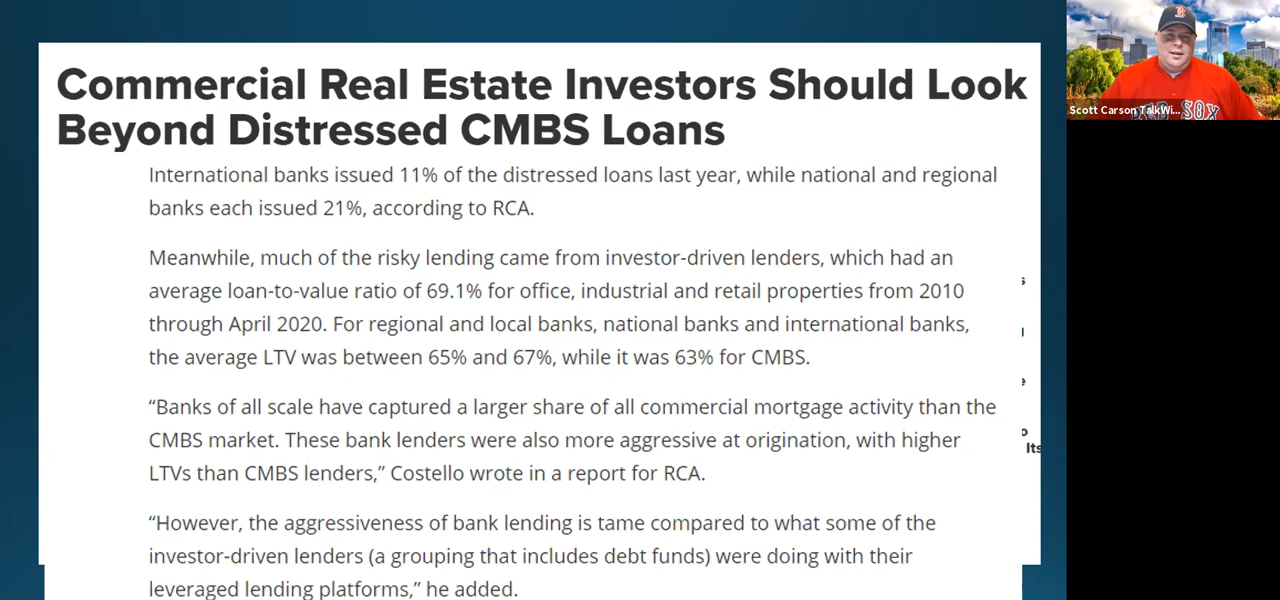 Commercial Real Estate Investors Should Look
Beyond Distressed CMBS Loans
International banks issued 11% of the distressed loans last year, while national and regional
banks each issued 21%, according to RCA.
Meanwhile, much of the risky lending came from investor-driven lenders, which had an
average loan-to-value ratio of 69.1% for office, industrial and retail properties from 2010
through April 2020. For regional and local banks, national banks and international banks,
the average LTV was between 65% and 67%, while it was 63% for CMBS.
“Banks of all scale have captured a larger share of all commercial mortgage activity than the
CMBS market. These bank lenders were also more aggressive at origination, with higher
LTVs than CMBS lenders,” Costello wrote in a report for RCA.
“However, the aggressiveness of bank lending is tame compared to what some of the
investor-driven lenders (a grouping that includes debt funds) were doing with their
leveraged lending platforms,” he added.
Its
Scott Carson TalkWi...
RED SOX
B